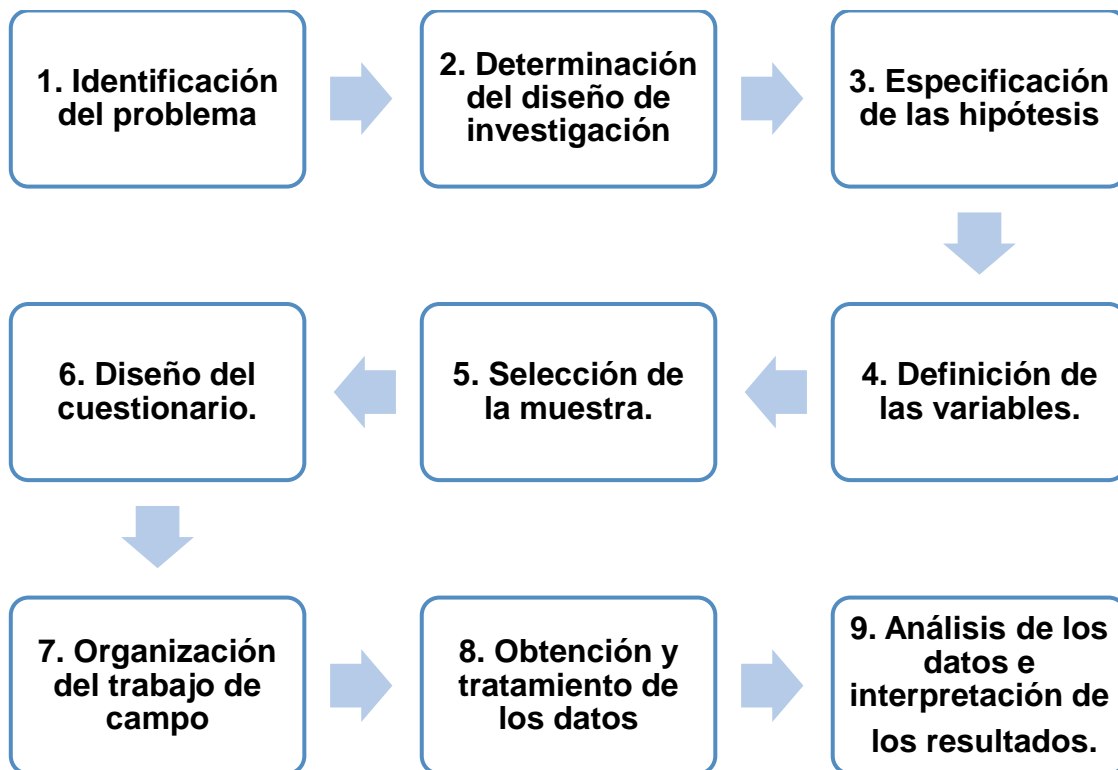 1. Identificación
del problema
2. Determinación
del diseño de
investigación
3. Especificación
de las hipótesis
4. Definición de
las variables.
5. Selección de
la muestra.
6. Diseño del
cuestionario.
7. Organización
del trabajo de
campo
8. Obtención y
tratamiento de
los datos
9. Análisis de los
datos e
interpretación de
los resultados.